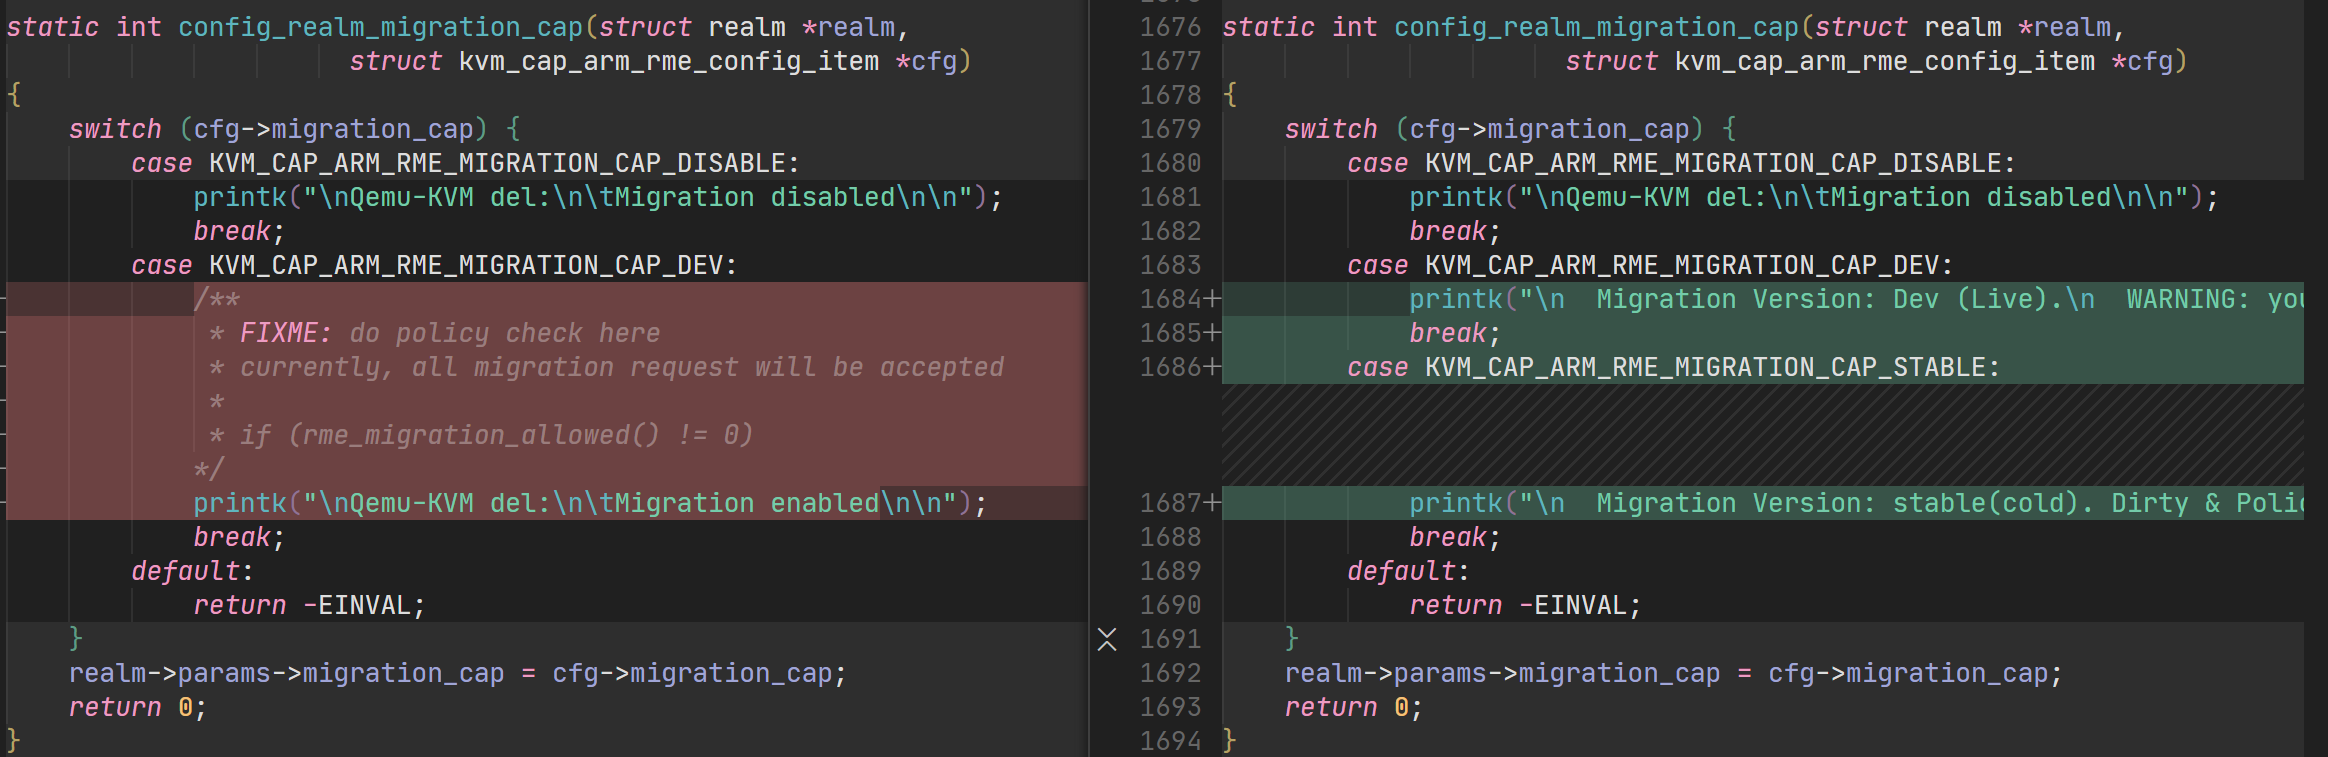 static int config_realm_migration_cap(struct realm *realm,
                      struct kvm_cap_arm_rme_config_item *cfg)
{
    switch (cfg->migration_cap) {
        case KVM_CAP_ARM_RME_MIGRATION_CAP_DISABLE:
            printk("\nQemu-KVM del:\n\tMigration disabled\n\n");
            break;
        case KVM_CAP_ARM_RME_MIGRATION_CAP_DEV:
            /**
             * FIXME: do policy check here
             * currently, all migration request will be accepted
             *
             * if (rme_migration_allowed() != 0)
            */
            printk("\nQemu-KVM del:\n\tMigration enabled\n\n");
            break;
        default:
            return -EINVAL;
    }
    realm->params->migration_cap = cfg->migration_cap;
    return 0;
}
1676 static int config_realm_migration_cap(struct realm *realm,
1677                       struct kvm_cap_arm_rme_config_item *cfg)
1678 {
1679     switch (cfg->migration_cap) {
1680         case KVM_CAP_ARM_RME_MIGRATION_CAP_DISABLE:
1681             printk("\nQemu-KVM del:\n\tMigration disabled\n\n");
1682             break;
1683         case KVM_CAP_ARM_RME_MIGRATION_CAP_DEV:
1684+            printk("\n  Migration Version: Dev (Live).\n  WARNING:
1685+            break;
1686+        case KVM_CAP_ARM_RME_MIGRATION_CAP_STABLE:
1687+            printk("\n  Migration Version: stable(cold). Dirty &
1688             break;
1689         default:
1690             return -EINVAL;
1691     }
1692     realm->params->migration_cap = cfg->migration_cap;
1693     return 0;
1694 }